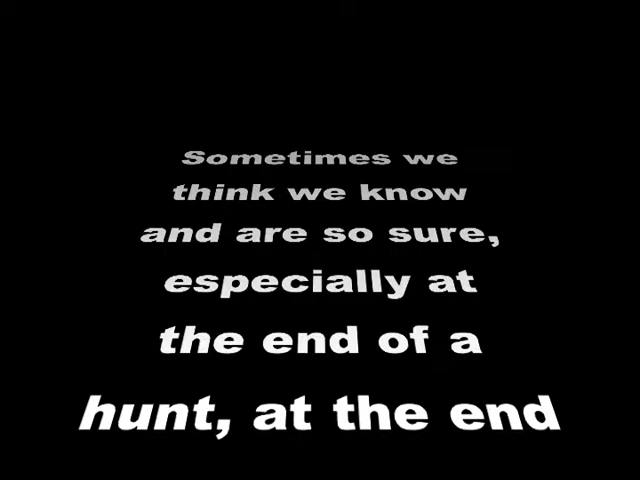 Sometimes we
think we know
and are so sure,
especially at
the end of a
hunt, at the end